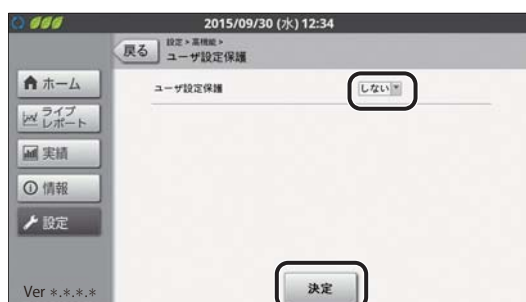 2015/09/30 (水) 12:34
戻る
設定▸高機能▸
ユーザ設定保護
ホーム
ライブ
レポート
実績
情報
設定
Ver *.*.*.*
ユーザ設定保護
しない
決定